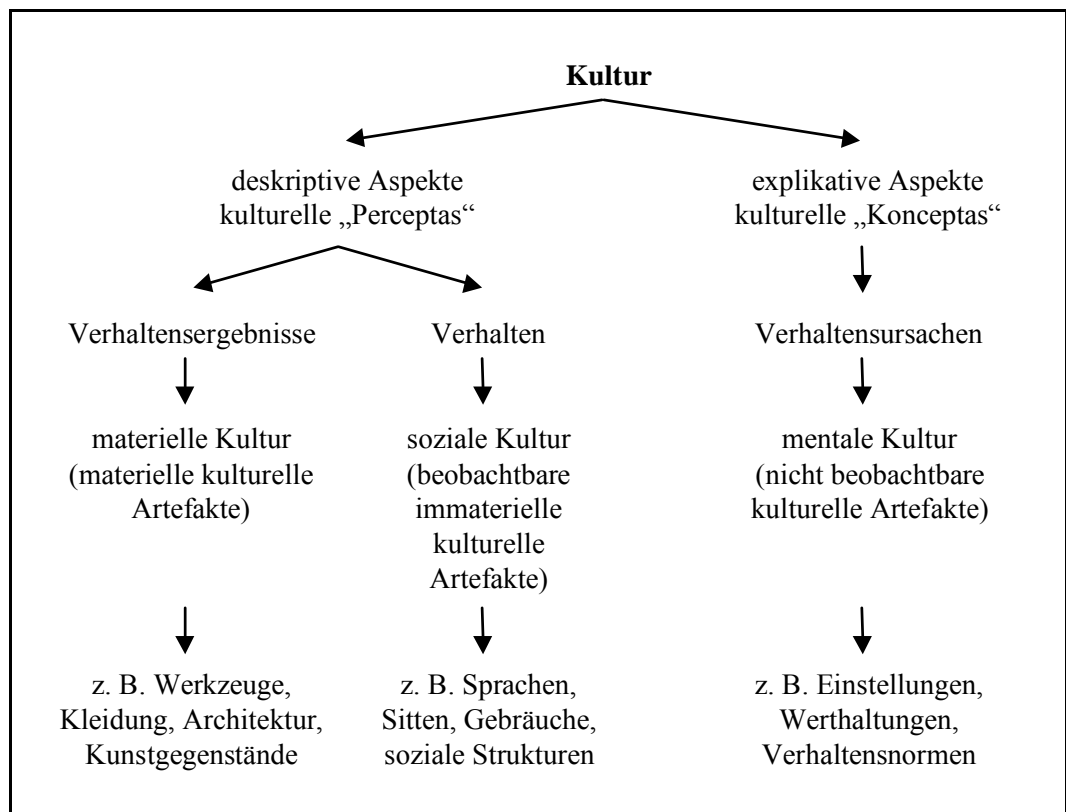 Kultur
deskriptive Aspekte
kulturelle „Perceptas“
explikative Aspekte
kulturelle „Konceptas“
Verhaltensergebnisse
Verhalten
Verhaltensursachen
materielle Kultur
(materielle kulturelle
Artefakte)
soziale Kultur
(beobachtbare
immaterielle
kulturelle
Artefakte)
mentale Kultur
(nicht beobachtbare
kulturelle Artefakte)
z. B. Werkzeuge,
Kleidung, Architektur,
Kunstgegenstände
z. B. Sprachen,
Sitten, Gebräuche,
soziale Strukturen
z. B. Einstellungen,
Werthaltungen,
Verhaltensnormen